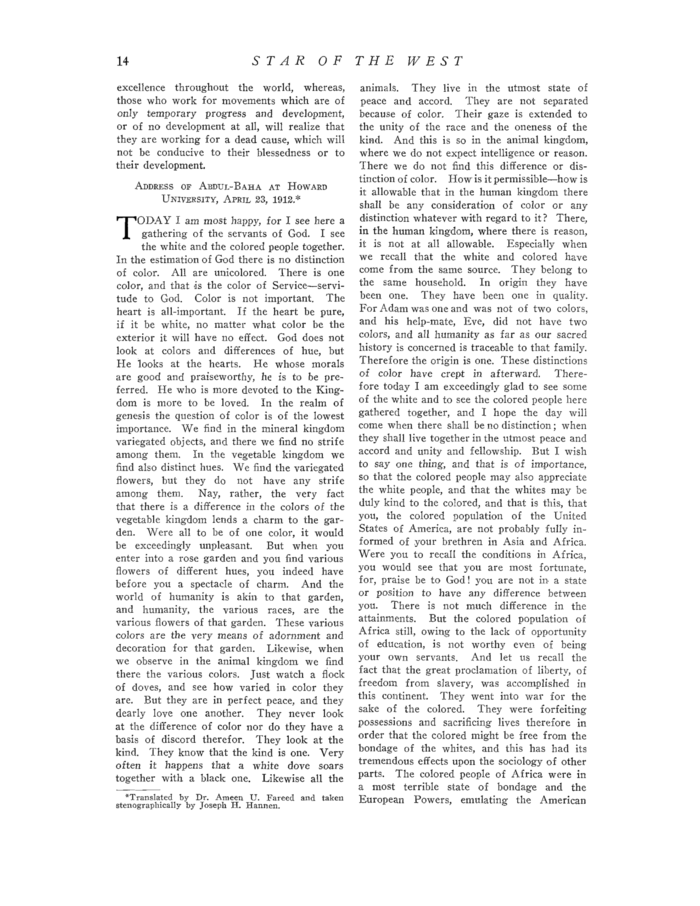 14
STAR OF THE WEST
excellence throughout the world, whereas,
those who work for movements which are of
only temporary progress and development,
or of no development at all, will realize that
they are working for a dead cause, which will
not be conducive to their blessedness or to
their development.
ADDRESS OF ABDUL-BAHA AT HOWARD
UNIVERSITY, APRIL 23, 1912.*
TODAY I am most happy, for I see here a
gathering of the servants of God. I see
the white and the colored people together.
In the estimation of God there is no distinction
of color. All are unicolored. There is one
color, and that is the color of Service—servi-
tude to God. Color is not important. The
heart is all-important. If the heart be pure,
if it be white, no matter what color be the
exterior it will have no effect. God does not
look at colors and differences of hue, but
He looks at the hearts. He whose morals
are good and praiseworthy, he is to be pre-
ferred. He who is more devoted to the King-
dom is more to be loved. In the realm of
genesis the question of color is of the lowest
importance. We find in the mineral kingdom
variegated objects, and there we find no strife
among them. In the vegetable kingdom we
find also distinct hues. We find the variegated
flowers, but they do not have any strife
among them. Nay, rather, the very fact
that there is a difference in the colors of the
vegetable kingdom lends a charm to the gar-
den. Were all to be of one color, it would
be exceedingly unpleasant. But when you
enter into a rose garden and you find various
flowers of different hues, you indeed have
before you a spectacle of charm. And the
world of humanity is akin to that garden,
and humanity, the various races, are the
various flowers of that garden. These various
colors are the very means of adornment and
decoration for that garden. Likewise, when
we observe in the animal kingdom we find
there the various colors. Just watch a flock
of doves, and see how varied in color they
are. But they are in perfect peace, and they
dearly love one another. They never look
at the difference of color nor do they have a
basis of discord therefor. They look at the
kind. They know that the kind is one. Very
often it happens that a white dove soars
together with a black one. Likewise all the
*Translated by Dr. Ameen U. Fareed and taken
stenographically by Joseph H. Hannen.
animals. They live in the utmost state of
peace and accord. They are not separated
because of color. Their gaze is extended to
the unity of the race and the oneness of the
kind. And this is so in the animal kingdom,
where we do not expect intelligence or reason.
There we do not find this difference or dis-
tinction of color. How is it permissible—how is
it allowable that in the human kingdom there
shall be any consideration of color or any
distinction whatever with regard to it? There,
in the human kingdom, where there is reason,
it is not at all allowable. Especially when
we recall that the white and colored have
come from the same source. They belong to
the same household. In origin they have
been one. They have been one in quality.
For Adam was one and was not of two colors,
and his help-mate, Eve, did not have two
colors, and all humanity as far as our sacred
history is concerned is traceable to that family.
Therefore the origin is one. These distinctions
of color have crept in afterward. There-
fore today I am exceedingly glad to see some
of the white and to see the colored people here
gathered together, and I hope the day will
come when there shall be no distinction; when
they shall live together in the utmost peace and
accord and unity and fellowship. But I wish
to say one thing, and that is of importance,
so that the colored people may also appreciate
the white people, and that the whites may be
duly kind to the colored, and that is this, that
you, the colored population of the United
States of America, are not probably fully in-
formed of your brethren in Asia and Africa.
Were you to recall the conditions in Africa,
you would see that you are most fortunate,
for, praise be to God! you are not in a state
or position to have any difference between
you. There is not much difference in the
attainments. But the colored population of
Africa still, owing to the lack of opportunity
of education, is not worthy even of being
your own servants. And let us recall the
fact that the great proclamation of liberty, of
freedom from slavery, was accomplished in
this continent. They went into war for the
sake of the colored. They were forfeiting
possessions and sacrificing lives therefore in
order that the colored might be free from the
bondage of the whites, and this has had its
tremendous effects upon the sociology of other
parts. The colored people of Africa were in
a most terrible state of bondage and the
European Powers, emulating the American